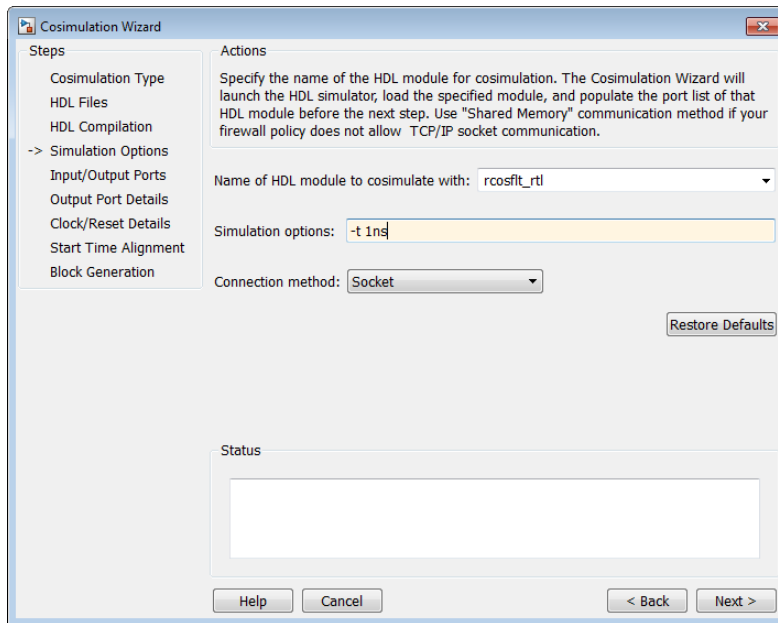 Cosimulation Wizard
Steps
Cosimulation Type
HDL Files
HDL Compilation
-> Simulation Options
Input/Output Ports
Output Port Details
Clock/Reset Details
Start Time Alignment
Block Generation
Actions
Specify the name of the HDL module for cosimulation. The Cosimulation Wizard will
launch the HDL simulator, load the specified module, and populate the port list of that
HDL module before the next step. Use "Shared Memory" communication method if your
firewall policy does not allow TCP/IP socket communication.
Name of HDL module to cosimulate with: rcosflt_rtl
Simulation options: -t 1ns
Connection method: Socket
Restore Defaults
Status
Help Cancel < Back Next >